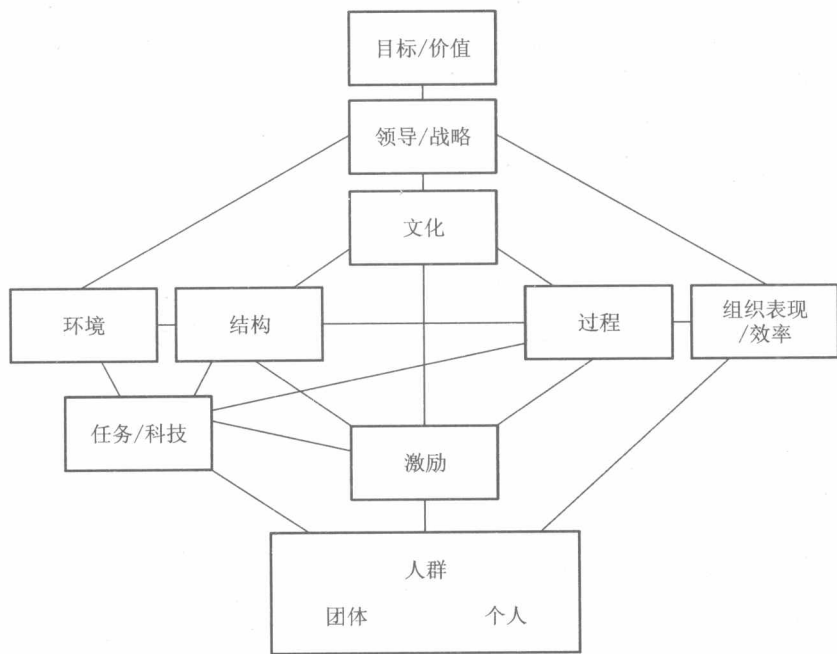 目标/价值
领导/战略
文化
环境
结构
过程
组织表现
/效率
任务/科技
激励
人群
团体
个人